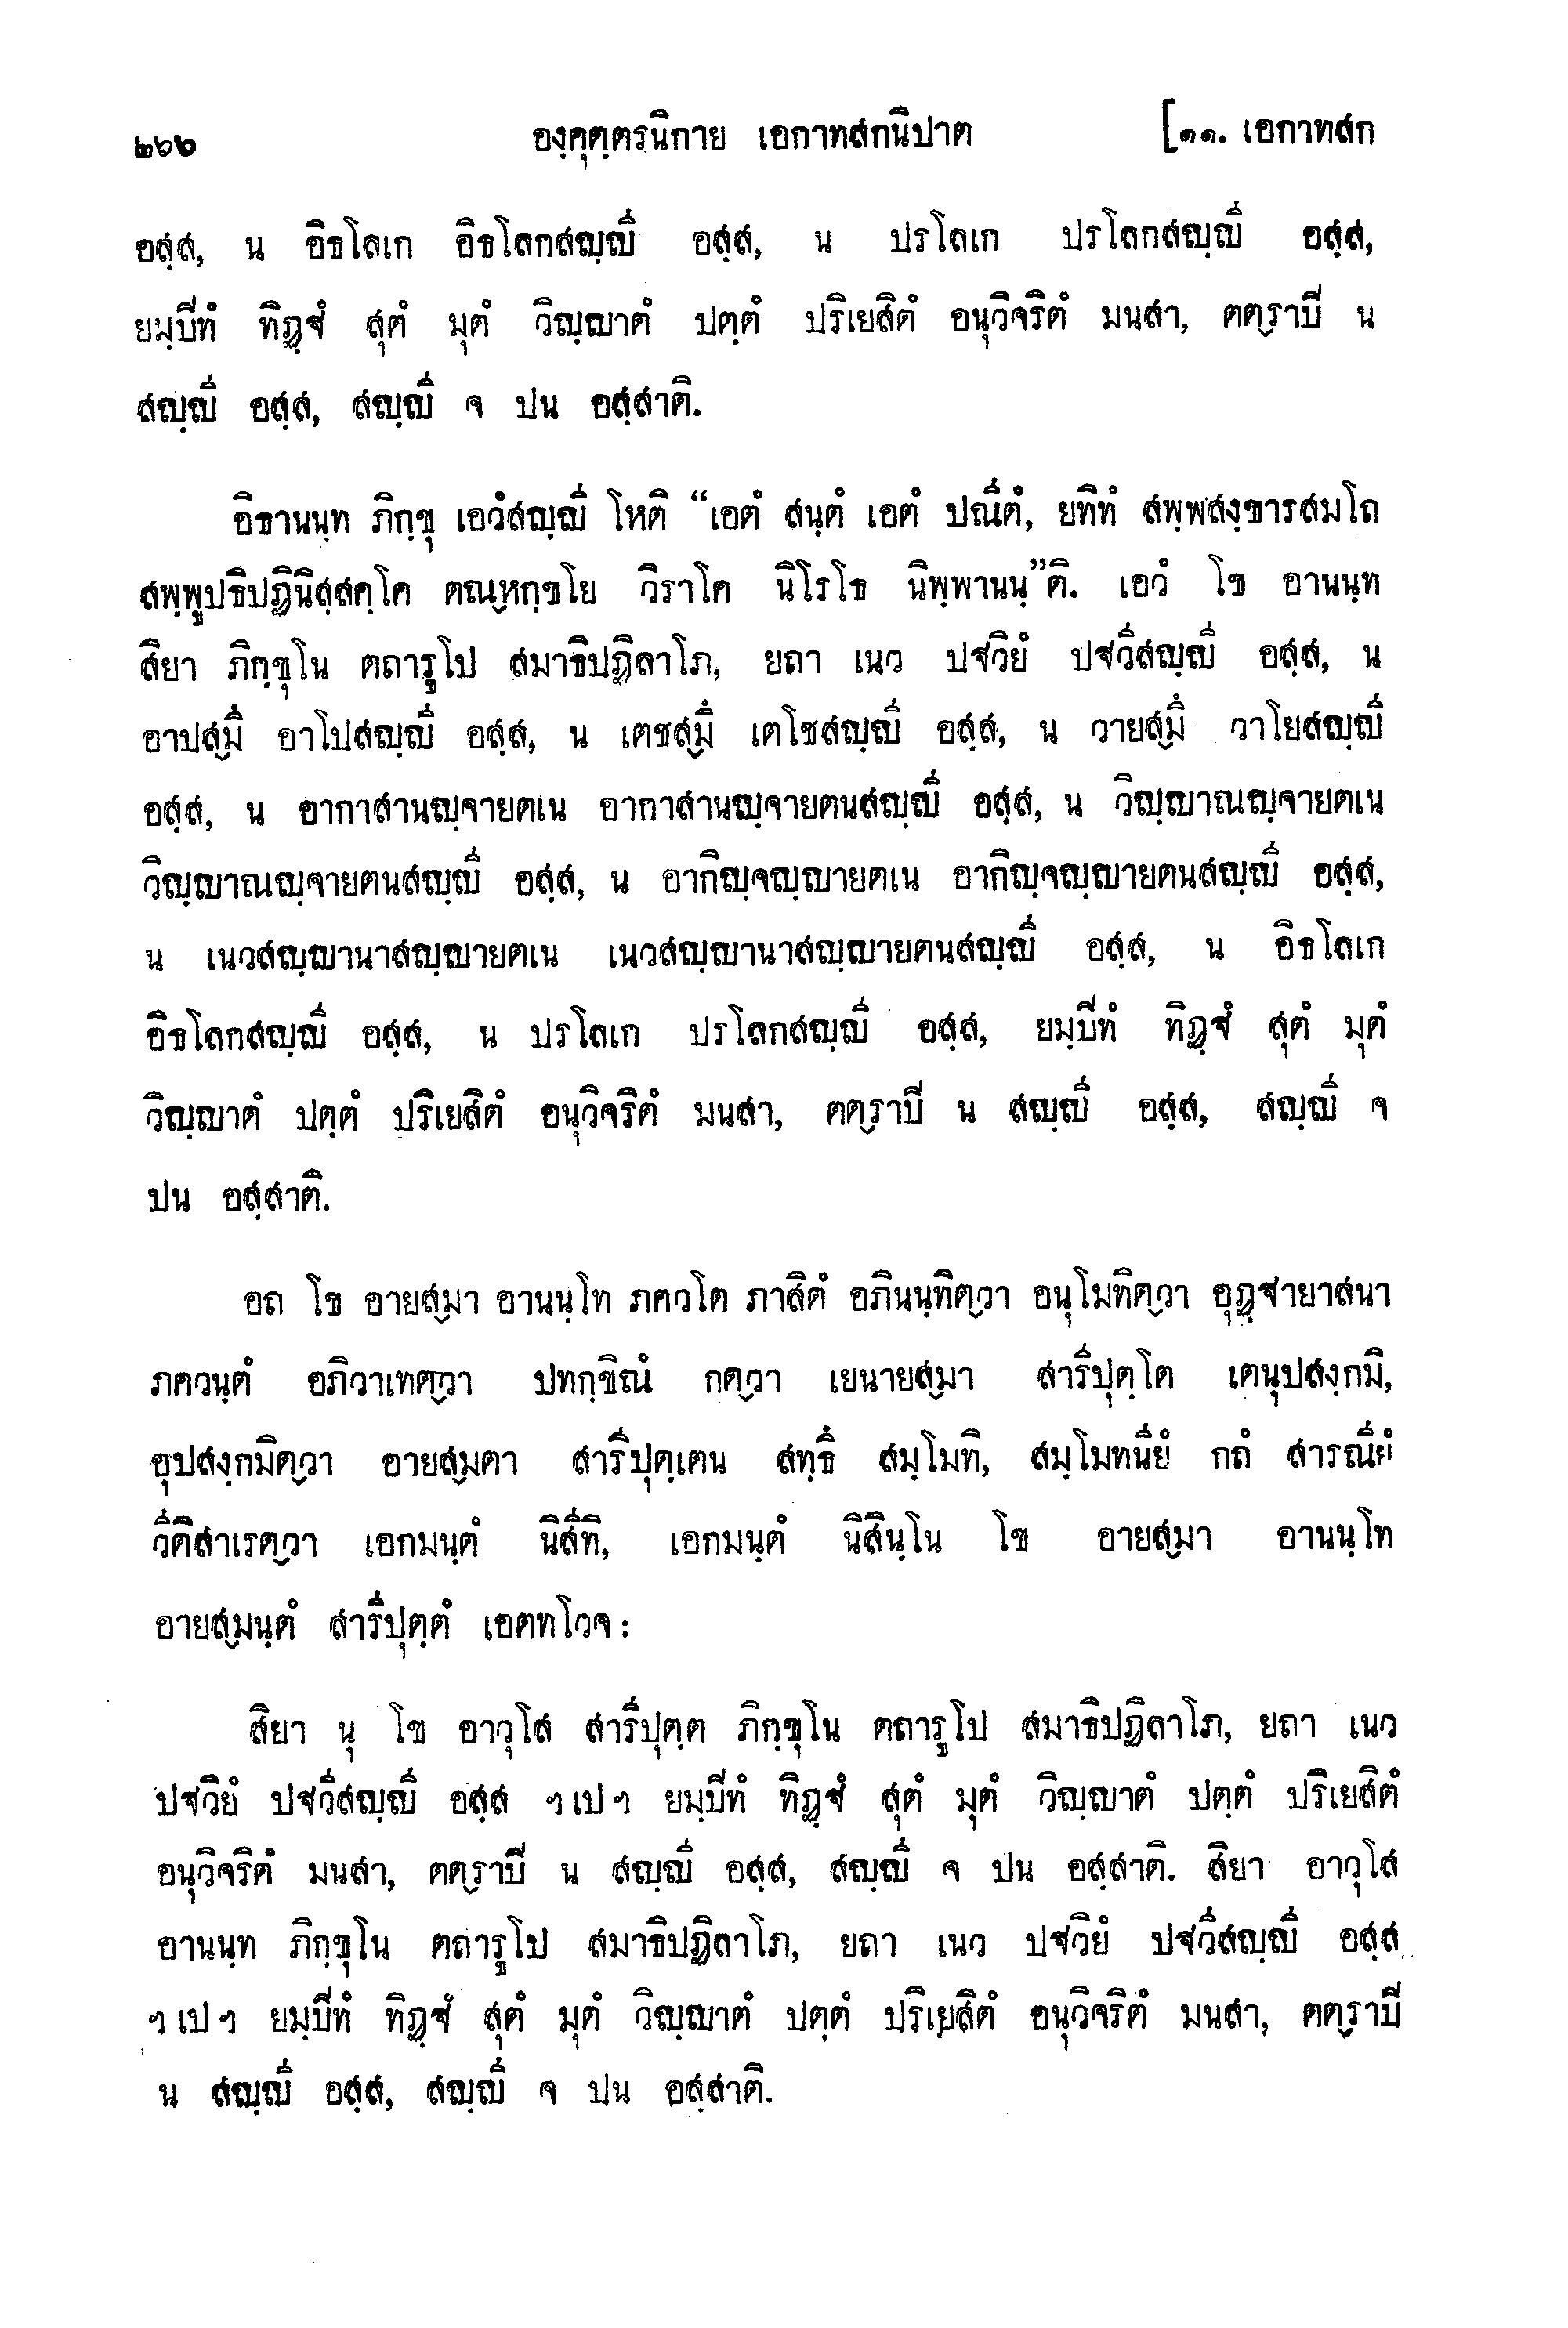 ๒๖๖ องฺคุตฺตรนิกาย เอกาทสกนิปาต [๑๑. เอกาทสก
อสฺส, น อิธโลเก อิธโลกสญฺญี อสฺส, น ปรโลเก ปรโลกสญฺญี อสฺส,
ยมฺปีทํ ทิฏฺฐํ สุตํ มุตํ วิญฺญาตํ ปตฺตํ ปริเยสิตํ อนุวิจริตํ มนสา, ตตฺราปี น
สญฺญี อสฺส, สญฺญี จ ปน อสฺสาติ.
อิธานนฺท ภิกฺขุ เอวํสญฺญี โหติ “เอตํ สนฺตํ เอตํ ปณีตํ, ยทิทํ สพฺพสงฺขารสมโถ
สพฺพูปธิปฏินิสฺสคฺโค ตณฺหกฺขโย วิราโค นิโรโธ นิพฺพานนฺ”ติ. เอวํ โข อานนฺท
สิยา ภิกฺขุโน ตถารูโป สมาธิปฏิลาโภ, ยถา เนว ปฐวิยํ ปฐวีสญฺญี อสฺส, น
อาปสฺมึ อาโปสญฺญี อสฺส, น เตชสฺมึ เตโชสญฺญี อสฺส, น วายสฺมึ วาโยสญฺญี
อสฺส, น อากาสานญฺจายตเน อากาสานญฺจายตนสญฺญี อสฺส, น วิญฺญาณญฺจายตเน
วิญฺญาณญฺจายตนสญฺญี อสฺส, น อากิญฺจญฺญายตเน อากิญฺจญฺญายตนสญฺญี อสฺส,
น เนวสญฺญานาสญฺญายตเน เนวสญฺญานาสญฺญายตนสญฺญี อสฺส, น อิธโลเก
อิธโลกสญฺญี อสฺส, น ปรโลเก ปรโลกสญฺญี อสฺส, ยมฺปีทํ ทิฏฺฐํ สุตํ มุตํ
วิญฺญาตํ ปตฺตํ ปริเยสิตํ อนุวิจริตํ มนสา, ตตฺราปี น สญฺญี อสฺส, สญฺญี จ
ปน อสฺสาติ.
อถ โข อายสฺมา อานนฺโท ภควโต ภาสิตํ อภินนฺทิตฺวา อนุโมทิตฺวา อุฏฺฐายาสนา
ภควนฺตํ อภิวาเทตฺวา ปทกฺขิณํ กตฺวา เยนายสฺมา สารีปุตฺโต เตนุปสงฺกมิ,
อุปสงฺกมิตฺวา อายสฺมตา สารีปุตฺเตน สทฺธึ สมฺโมทิ, สมฺโมทนียํ กถํ สารณียํ
วีติสาเรตฺวา เอกมนฺตํ นิสีทิ, เอกมนฺตํ นิสินฺโน โข อายสฺมา อานนฺโท
อายสฺมนฺตํ สารีปุตฺตํ เอตทโวจ :
สิยา นุ โข อาวุโส สารีปุตฺต ภิกฺขุโน ตถารูโป สมาธิปฏิลาโภ, ยถา เนว
ปฐวิยํ ปฐวีสญฺญี อสฺส ฯ เป ฯ ยมฺปีทํ ทิฏฺฐํ สุตํ มุตํ วิญฺญาตํ ปตฺตํ ปริเยสิตํ
อนุวิจริตํ มนสา, ตตฺราปี น สญฺญี อสฺส, สญฺญี จ ปน อสฺสาติ. สิยา อาวุโส
อานนฺท ภิกฺขุโน ตถารูโป สมาธิปฏิลาโภ, ยถา เนว ปฐวิยํ ปฐวีสญฺญี อสฺส
ฯ เป ฯ ยมฺปีทํ ทิฏฺฐํ สุตํ มุตํ วิญฺญาตํ ปตฺตํ ปริเยสิตํ อนุวิจริตํ มนสา, ตตฺราปี
น สญฺญี อสฺส, สญฺญี จ ปน อสฺสาติ.